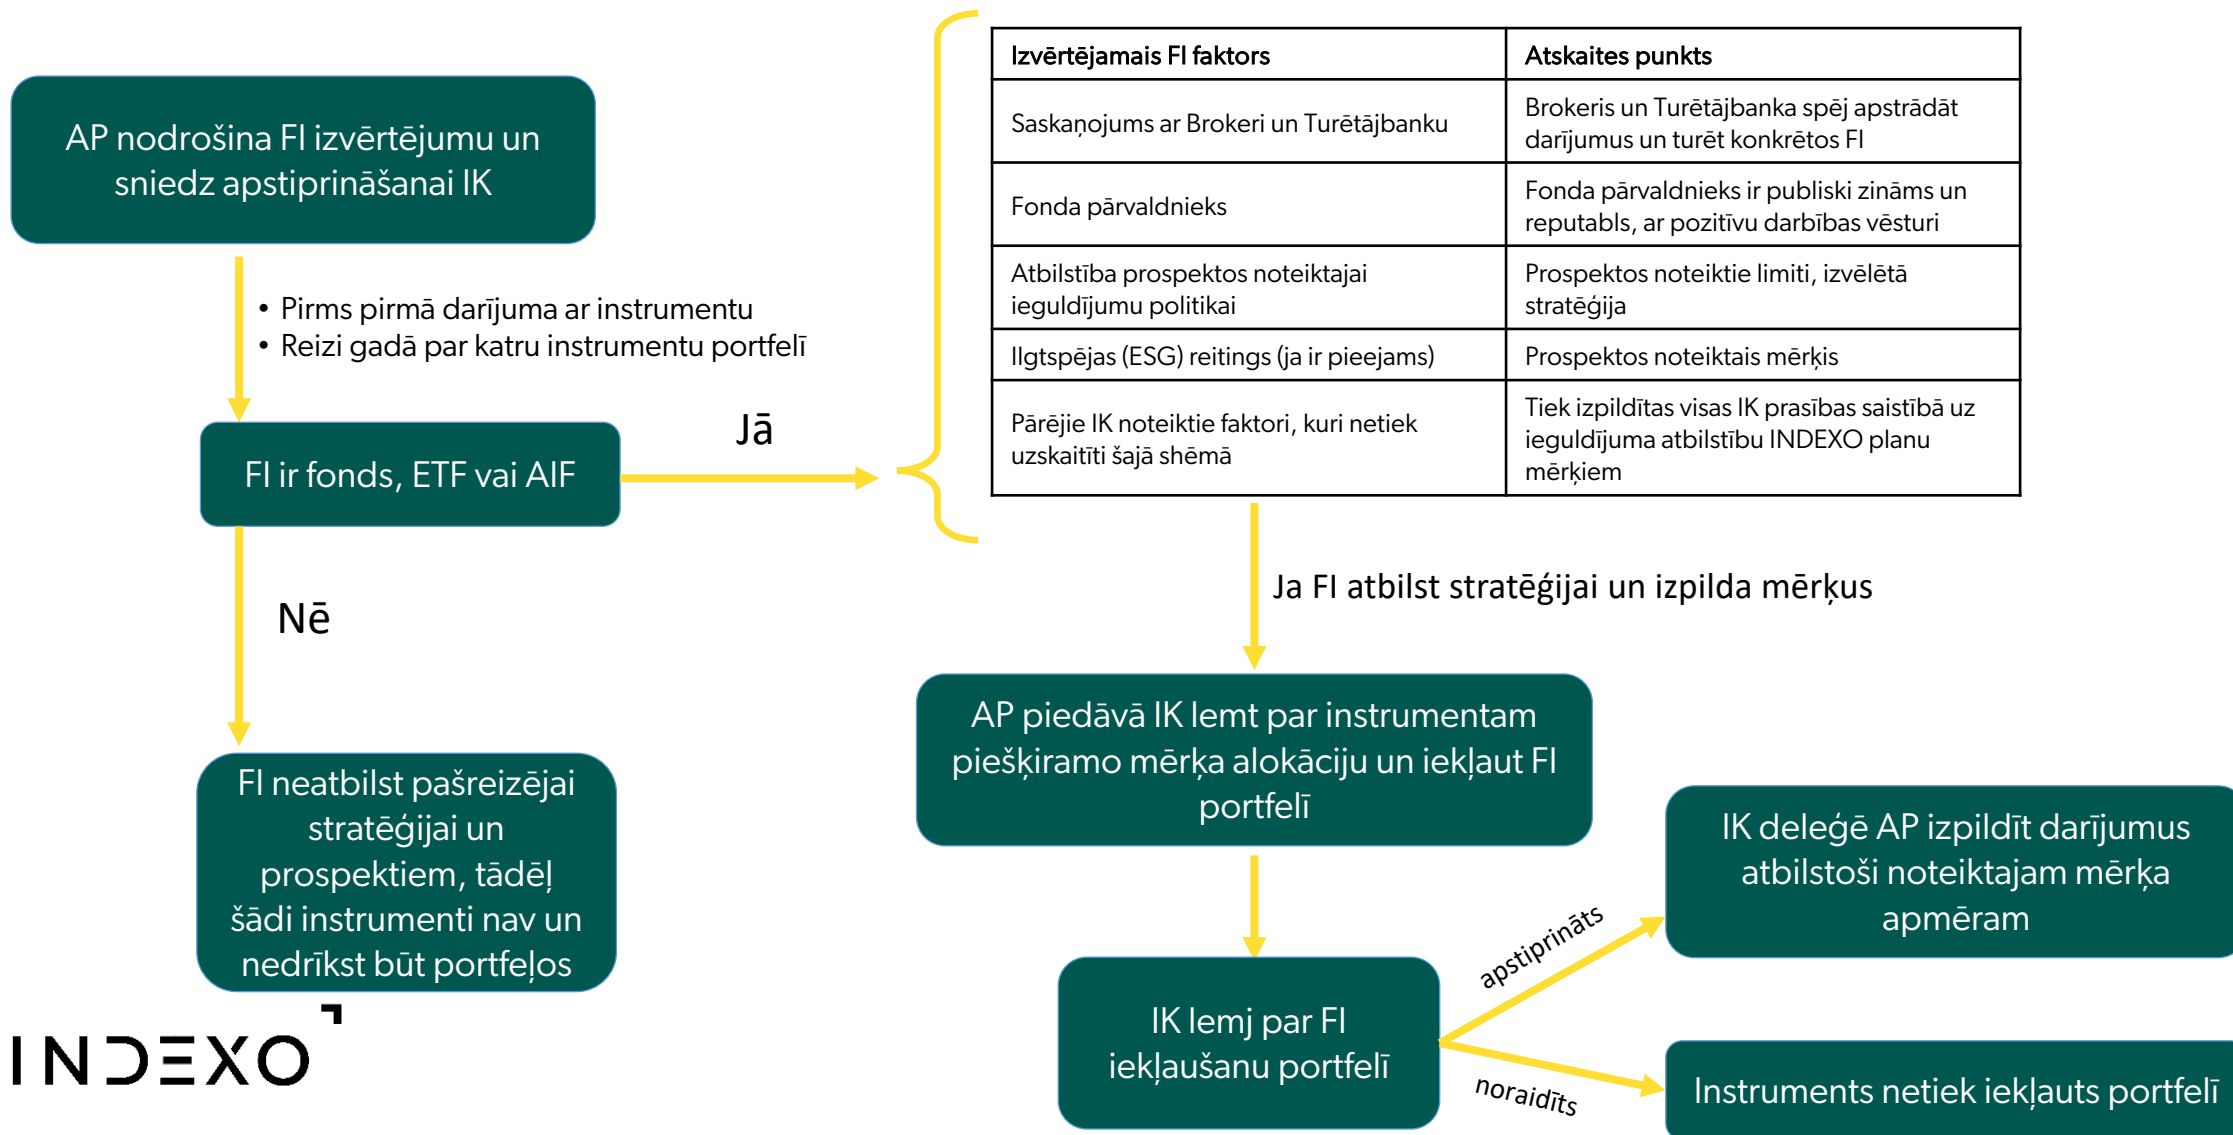 AP nodrošina FI izvērtējumu un
sniedz apstiprināšanai IK
• Pirms pirmā darījuma ar instrumentu
• Reizi gadā par katru instrumentu portfelī
FI ir fonds, ETF vai AIF
Jā
Nē
FI neatbilst pašreizējai
stratēģijai un
prospektiem, tādēļ
šādi instrumenti nav un
nedrīkst būt portfeļos
Izvērtējamais FI faktors
Atskaites punkts
Saskaņojums ar Brokeri un Turētājbanku
Brokeris un Turētājbanka spēj apstrādāt
darījumus un turēt konkrētos FI
Fonda pārvaldnieks
Fonda pārvaldnieks ir publiski zināms un
reputabls, ar pozitīvu darbības vēsturi
Atbilstība prospektos noteiktajai
ieguldījumu politikai
Prospektos noteiktie limiti, izvēlētā
stratēģija
Ilgtspējas (ESG) reitings (ja ir pieejams)
Prospektos noteiktais mērķis
Pārējie IK noteiktie faktori, kuri netiek
uzskaitīti šajā shēmā
Tiek izpildītas visas IK prasības saistībā uz
ieguldījuma atbilstību INDEXO planu
mērķiem
Ja FI atbilst stratēģijai un izpilda mērķus
AP piedāvā IK lemt par instrumentam
piešķiramo mērķa alokāciju un iekļaut FI
portfelī
IK lemj par FI
iekļaušanu portfelī
apstiprināts
noraidīts
IK deleģē AP izpildīt darījumus
atbilstoši noteiktajam mērķa
apmēram
Instruments netiek iekļauts portfelī
INDEXO